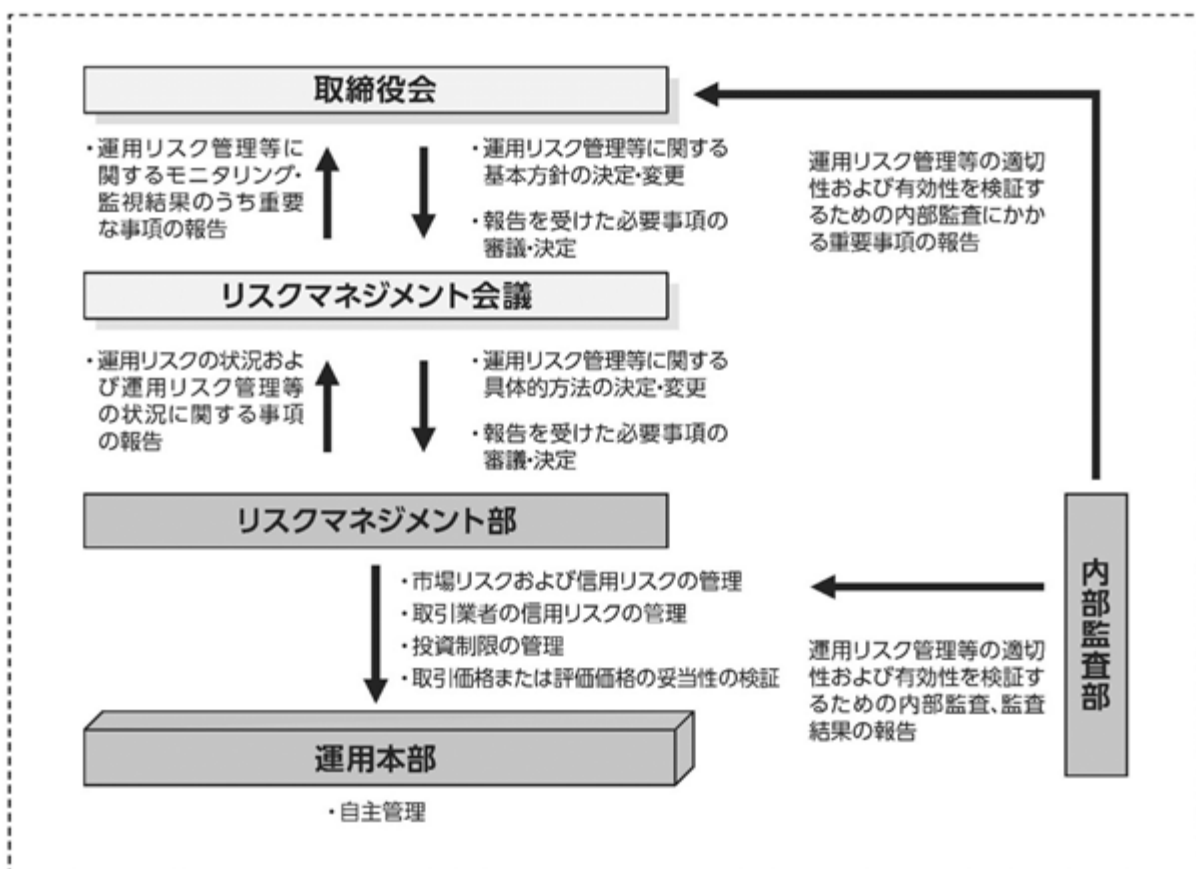 取締役会
・運用リスク管理等に
関するモニタリング・
監視結果のうち重要
な事項の報告
・運用リスク管理等に関する
基本方針の決定・変更
・報告を受けた必要事項の
審議・決定
運用リスク管理等の適切
性および有効性を検証す
るための内部監査にかか
る重要事項の報告
リスクマネジメント会議
・運用リスクの状況およ
び運用リスク管理等
の状況に関する事項
の報告
・運用リスク管理等に関する
具体的方法の決定・変更
・報告を受けた必要事項の
審議・決定
リスクマネジメント部
・市場リスクおよび信用リスクの管理
・取引業者の信用リスクの管理
・投資制限の管理
・取引価格または評価価格の妥当性の検証
内部監査部
運用リスク管理等の適切
性および有効性を検証す
るための内部監査、監査
結果の報告
運用本部
・自主管理